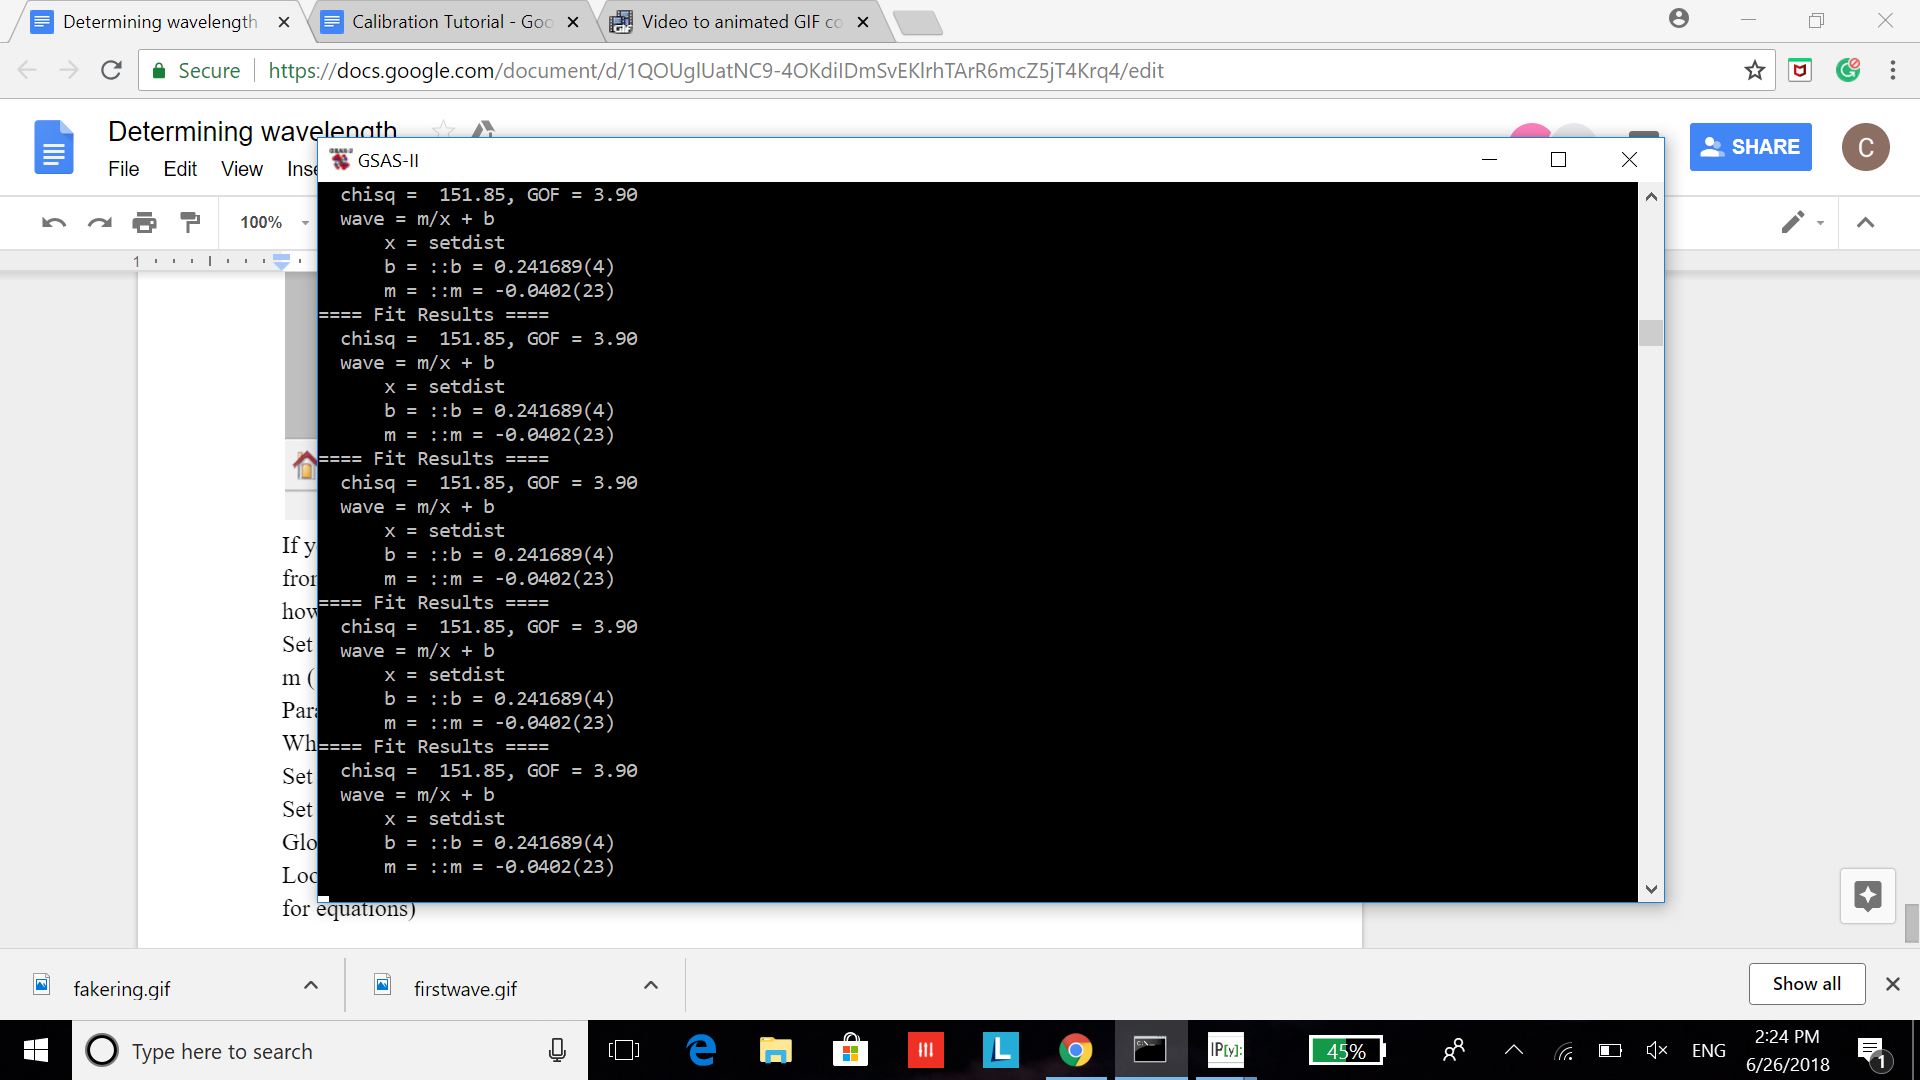 Determining wavelength
Calibration Tutorial - Goo
Video to animated GIF co
Secure
https://docs.google.com/document/d/1QOUglUatNC9-4OKdiIDmSvEKlrhTArR6mcZ5jT4Krq4/edit
Determining wavelength
File Edit View Inse
SHARE
C
100%
1
GSAS-II
chisq = 151.85, GOF = 3.90
wave = m/x + b
x = setdist
b = ::b = 0.241689(4)
m = ::m = -0.0402(23)
==== Fit Results ====
chisq = 151.85, GOF = 3.90
wave = m/x + b
x = setdist
b = ::b = 0.241689(4)
m = ::m = -0.0402(23)
==== Fit Results ====
chisq = 151.85, GOF = 3.90
wave = m/x + b
x = setdist
b = ::b = 0.241689(4)
m = ::m = -0.0402(23)
==== Fit Results ====
chisq = 151.85, GOF = 3.90
wave = m/x + b
x = setdist
b = ::b = 0.241689(4)
m = ::m = -0.0402(23)
==== Fit Results ====
chisq = 151.85, GOF = 3.90
wave = m/x + b
x = setdist
b = ::b = 0.241689(4)
m = ::m = -0.0402(23)
If y
from
how
Set
m (
Para
Wh
Set
Set
Glo
Loc
for equations)
fakering.gif
firstwave.gif
Show all
Type here to search
L
IP[y]:
45%
ENG
2:24 PM
6/26/2018
1